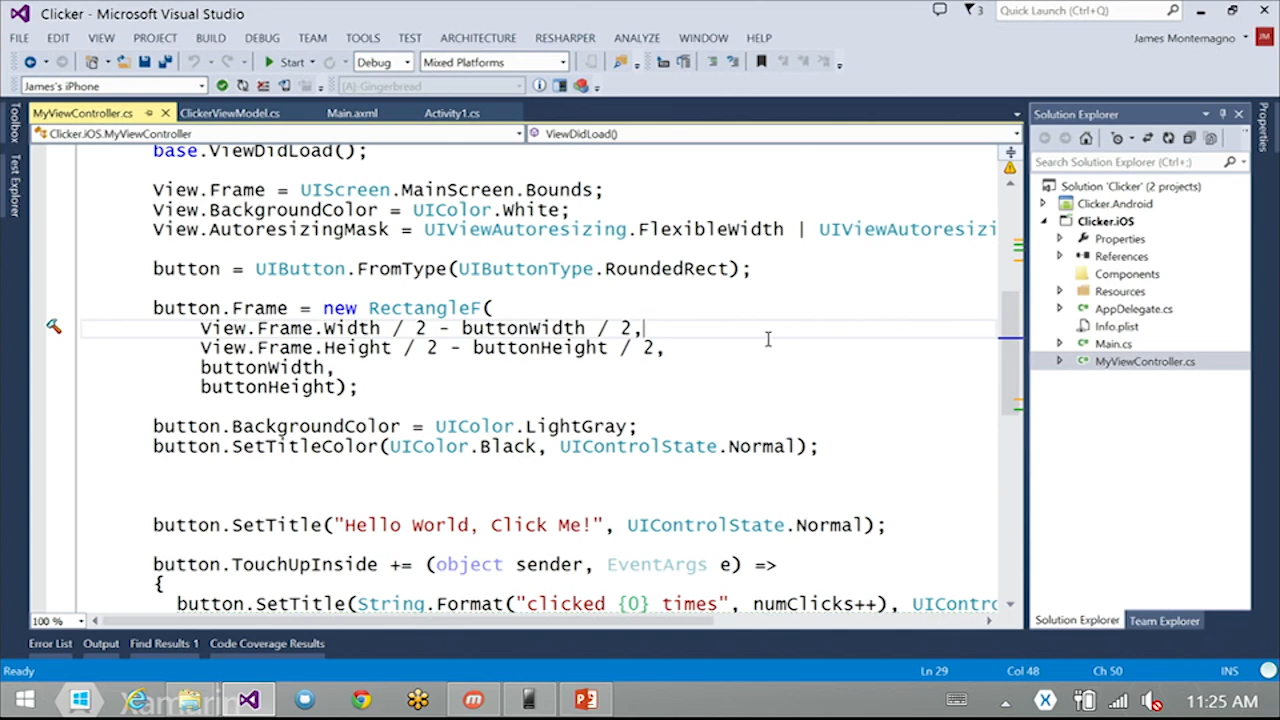 Clicker - Microsoft Visual Studio
3
Quick Launch (Ctrl+Q)
FILE EDIT VIEW PROJECT BUILD DEBUG TEAM TOOLS TEST ARCHITECTURE RESHARPER ANALYZE WINDOW HELP
James Montemagno
JM
Start
Debug
Mixed Platforms
James's iPhone
[A]-Gingerbread
Toolbox
Test Explorer
MyViewController.cs
ClickerViewModel.cs
Main.axml
Activity1.cs
Clicker.iOS.MyViewController
ViewDidLoad()
base.ViewDidLoad();
View.Frame = UIScreen.MainScreen.Bounds;
View.BackgroundColor = UIColor.White;
View.AutoresizingMask = UIViewAutoresizing.FlexibleWidth | UIViewAutoresizi
button = UIButton.FromType(UIButtonType.RoundedRect);
button.Frame = new RectangleF(
View.Frame.Width / 2 - buttonWidth / 2,
View.Frame.Height / 2 - buttonHeight / 2,
buttonWidth,
buttonHeight);
button.BackgroundColor = UIColor.LightGray;
button.SetTitleColor(UIColor.Black, UIControlState.Normal);
button.SetTitle("Hello World, Click Me!", UIControlState.Normal);
button.TouchUpInside += (object sender, EventArgs e) =>
{
button.SetTitle(String.Format("clicked {0} times", numClicks++), UIContro
100 %
Solution Explorer
Search Solution Explorer (Ctrl+;)
Solution 'Clicker' (2 projects)
Clicker.Android
Clicker.iOS
Properties
References
Components
Resources
AppDelegate.cs
Info.plist
Main.cs
MyViewController.cs
Solution Explorer
Team Explorer
Properties
Error List
Output
Find Results 1
Code Coverage Results
Ready
Ln 29
Col 48
Ch 50
INS
Xamarin
11:25 AM